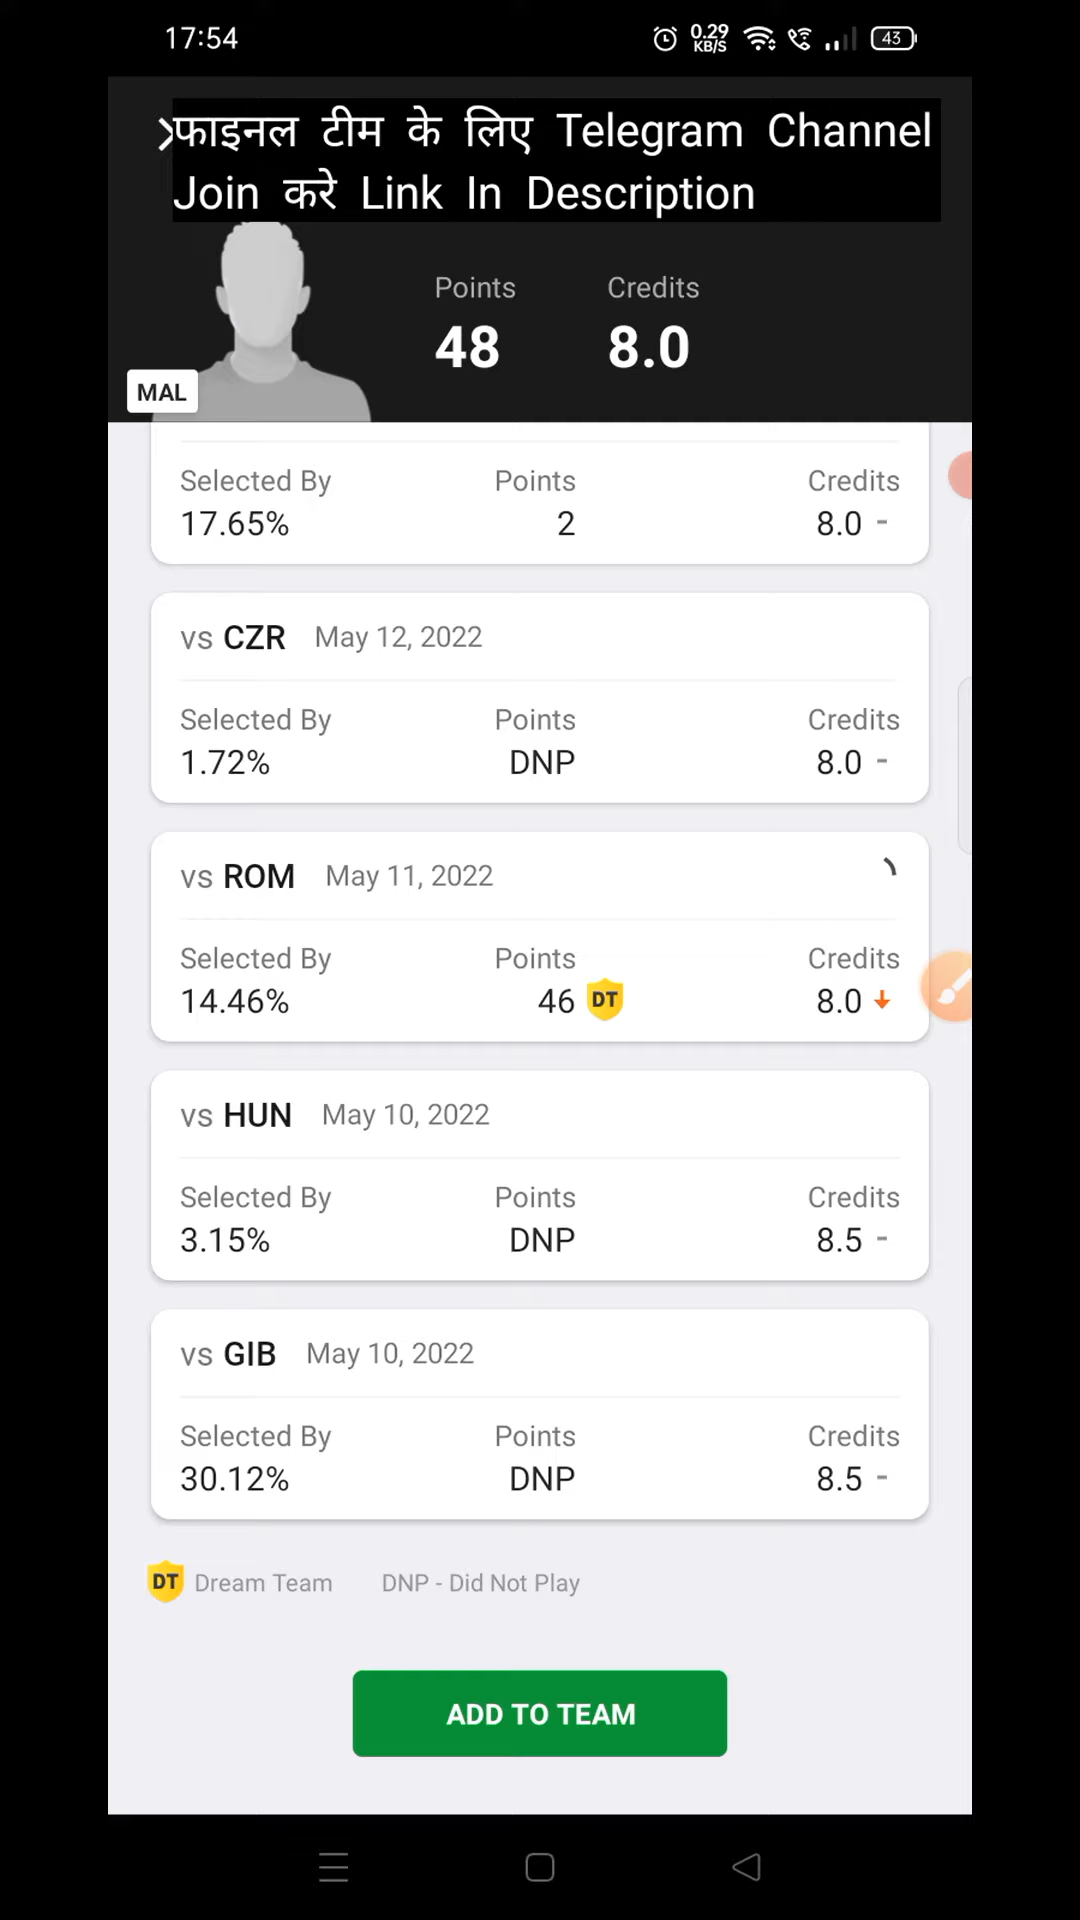 17:54
0.29
KB/S
43
फाइनल टीम के लिए Telegram Channel
Join करे Link In Description
Points Credits
48 8.0
MAL
Selected By Points Credits
17.65% 2 8.0 -
vs CZR May 12, 2022
Selected By Points Credits
1.72% DNP 8.0 -
vs ROM May 11, 2022
Selected By Points Credits
14.46% 46 DT 8.0
vs HUN May 10, 2022
Selected By Points Credits
3.15% DNP 8.5 -
vs GIB May 10, 2022
Selected By Points Credits
30.12% DNP 8.5 -
DT Dream Team DNP - Did Not Play
ADD TO TEAM